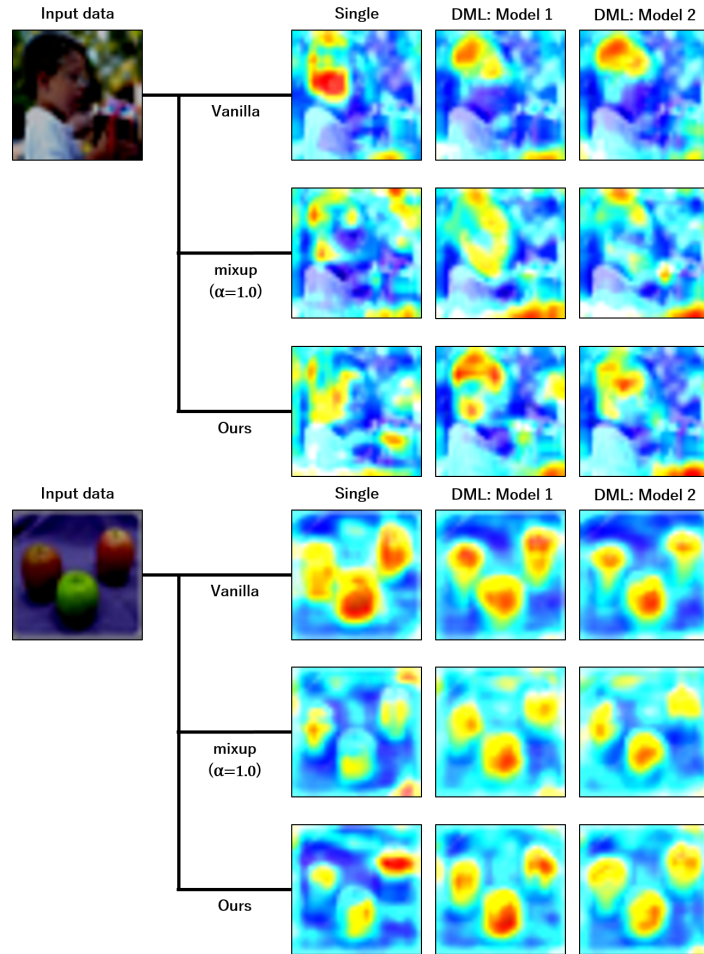 Input data
Single
DML: Model 1
DML: Model 2
Vanilla
mixup
(α=1.0)
Ours
Input data
Single
DML: Model 1
DML: Model 2
Vanilla
mixup
(α=1.0)
Ours